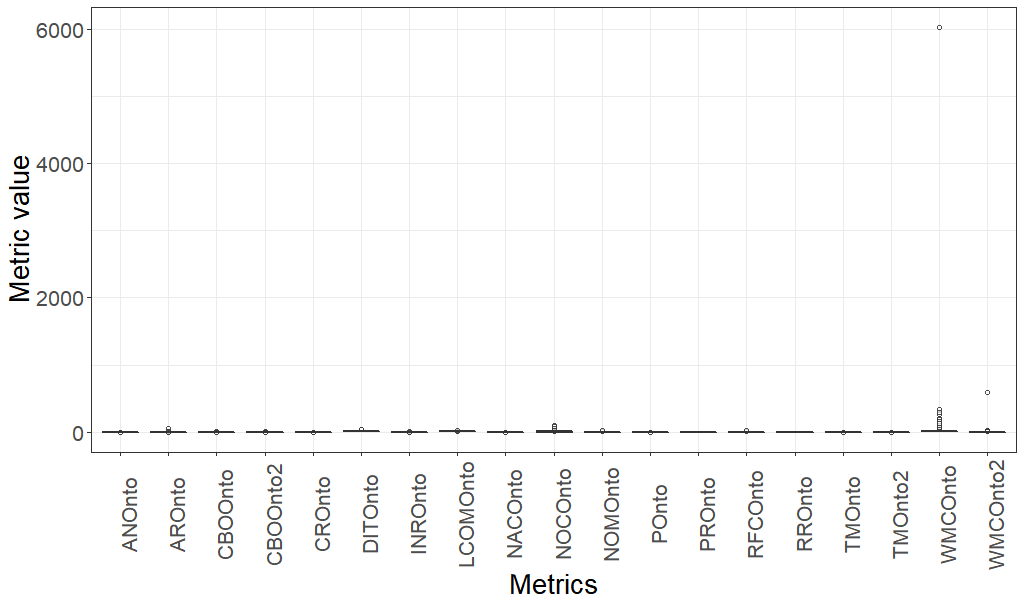 6000
4000
2000
0
Metric value
ANOnto
AROnto
CBOOnto
CBOOnto2
CROnto
DITOnto
INROnto
LCOMOnto
NACOnto
NOCOnto
NOMOnto
POnto
PROnto
RFCOnto
RROnto
TMOnto
TMOnto2
WMCOnto
WMCOnto2
Metrics